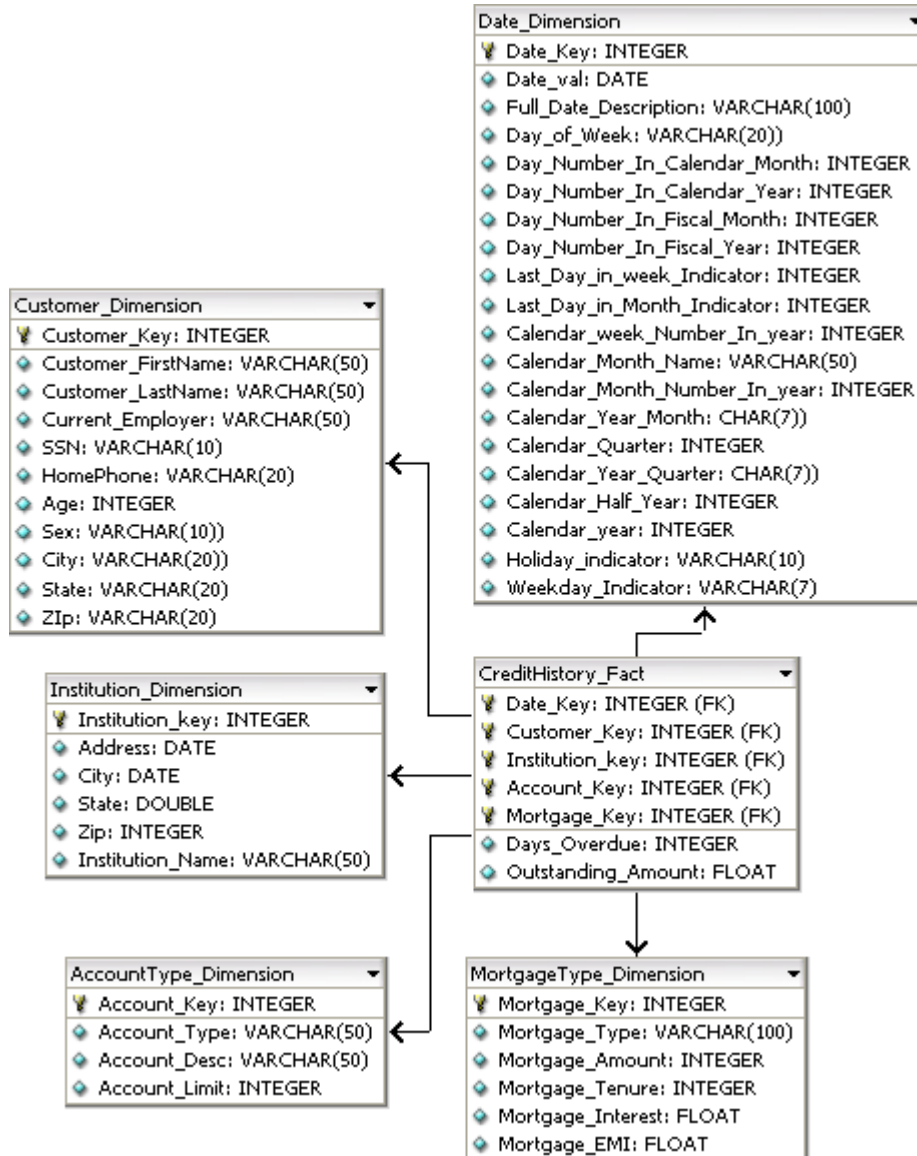 Date_Dimension
Date_Key: INTEGER
Date_val: DATE
Full_Date_Description: VARCHAR(100)
Day_of_Week: VARCHAR(20))
Day_Number_In_Calendar_Month: INTEGER
Day_Number_In_Calendar_Year: INTEGER
Day_Number_In_Fiscal_Month: INTEGER
Day_Number_In_Fiscal_Year: INTEGER
Last_Day_in_week_Indicator: INTEGER
Last_Day_in_Month_Indicator: INTEGER
Calendar_week_Number_In_year: INTEGER
Calendar_Month_Name: VARCHAR(50)
Calendar_Month_Number_In_year: INTEGER
Calendar_Year_Month: CHAR(7))
Calendar_Quarter: INTEGER
Calendar_Year_Quarter: CHAR(7))
Calendar_Half_Year: INTEGER
Calendar_year: INTEGER
Holiday_indicator: VARCHAR(10)
Weekday_Indicator: VARCHAR(7)
Customer_Dimension
Customer_Key: INTEGER
Customer_FirstName: VARCHAR(50)
Customer_LastName: VARCHAR(50)
Current_Employer: VARCHAR(50)
SSN: VARCHAR(10)
HomePhone: VARCHAR(20)
Age: INTEGER
Sex: VARCHAR(10))
City: VARCHAR(20))
State: VARCHAR(20)
ZIp: VARCHAR(20)
Institution_Dimension
Institution_key: INTEGER
Address: DATE
City: DATE
State: DOUBLE
Zip: INTEGER
Institution_Name: VARCHAR(50)
CreditHistory_Fact
Date_Key: INTEGER (FK)
Customer_Key: INTEGER (FK)
Institution_key: INTEGER (FK)
Account_Key: INTEGER (FK)
Mortgage_Key: INTEGER (FK)
Days_Overdue: INTEGER
Outstanding_Amount: FLOAT
AccountType_Dimension
Account_Key: INTEGER
Account_Type: VARCHAR(50)
Account_Desc: VARCHAR(50)
Account_Limit: INTEGER
MortgageType_Dimension
Mortgage_Key: INTEGER
Mortgage_Type: VARCHAR(100)
Mortgage_Amount: INTEGER
Mortgage_Tenure: INTEGER
Mortgage_Interest: FLOAT
Mortgage_EMI: FLOAT